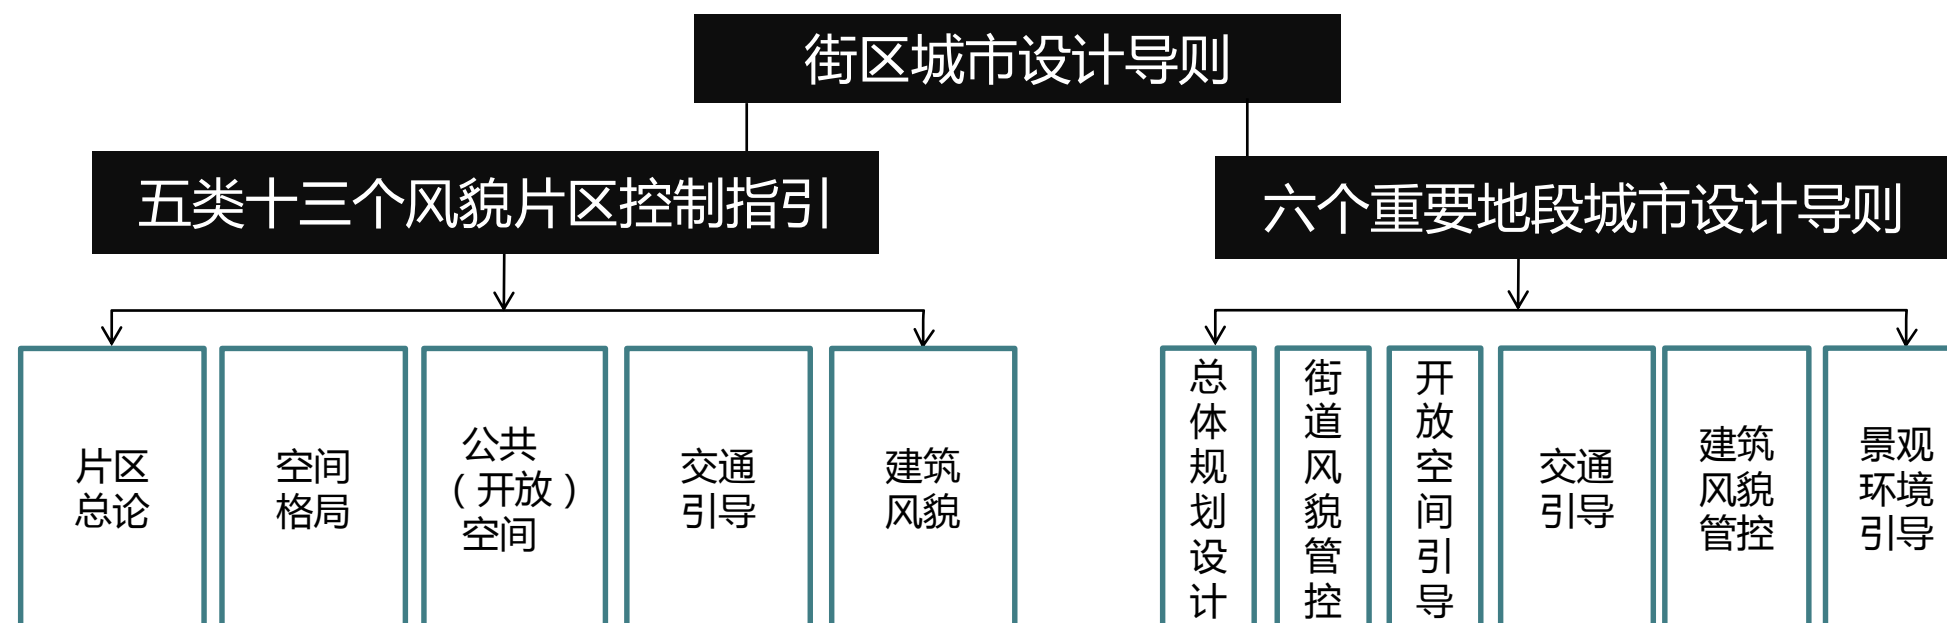 街区城市设计导则
五类十三个风貌片区控制指引
六个重要地段城市设计导则
片区
总论
空间
格局
公共
（开放）
空间
交通
引导
建筑
风貌
总体规划设计
街道风貌管控
开放空间引导
交通
引导
建筑
风貌
管控
景观
环境
引导